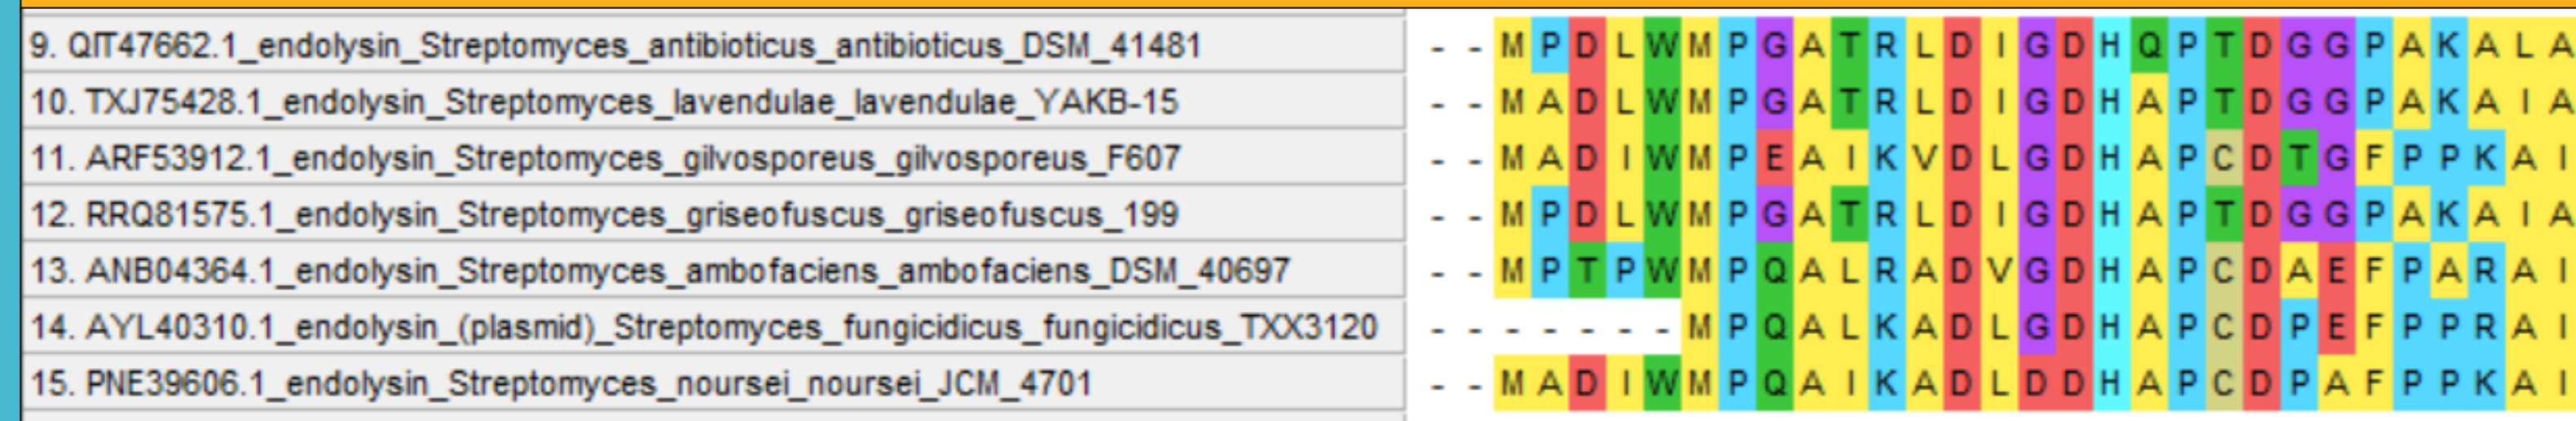 9. QIT47662.1_endolysin_Streptomyces_antibioticus_antibioticus_DSM_41481 - - M P D L W M P G A T R L D I G D H Q P T D G G P A K A L A
10. TXJ75428.1_endolysin_Streptomyces_lavendulae_lavendulae_YAKB-15 - - M A D L W M P G A T R L D I G D H A P T D G G P A K A I A
11. ARF53912.1_endolysin_Streptomyces_gilvosporeus_gilvosporeus_F607 - - M A D I W M P E A I K V D L G D H A P C D T G F P P K A I
12. RRQ81575.1_endolysin_Streptomyces_griseofuscus_griseofuscus_199 - - M P D L W M P G A T R L D I G D H A P T D G G P A K A I A
13. ANB04364.1_endolysin_Streptomyces_ambofaciens_ambofaciens_DSM_40697 - - M P T P W M P Q A L R A D V G D H A P C D A E F P A R A I
14. AYL40310.1_endolysin_(plasmid)_Streptomyces_fungicidicus_fungicidicus_TXX3120 - - - - - - - M P Q A L K A D L G D H A P C D P E F P P R A I
15. PNE39606.1_endolysin_Streptomyces_noursei_noursei_JCM_4701 - - M A D I W M P Q A I K A D L D D H A P C D P A F P P K A I